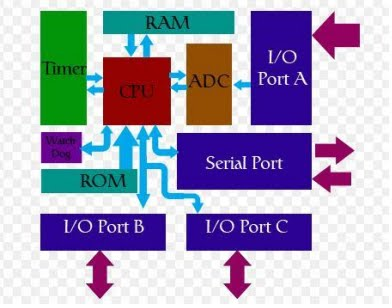 RAM
Timer
CPU
ADC
I/O
Port A
Watch
Dog
Serial Port
ROM
I/O Port B
I/O Port C